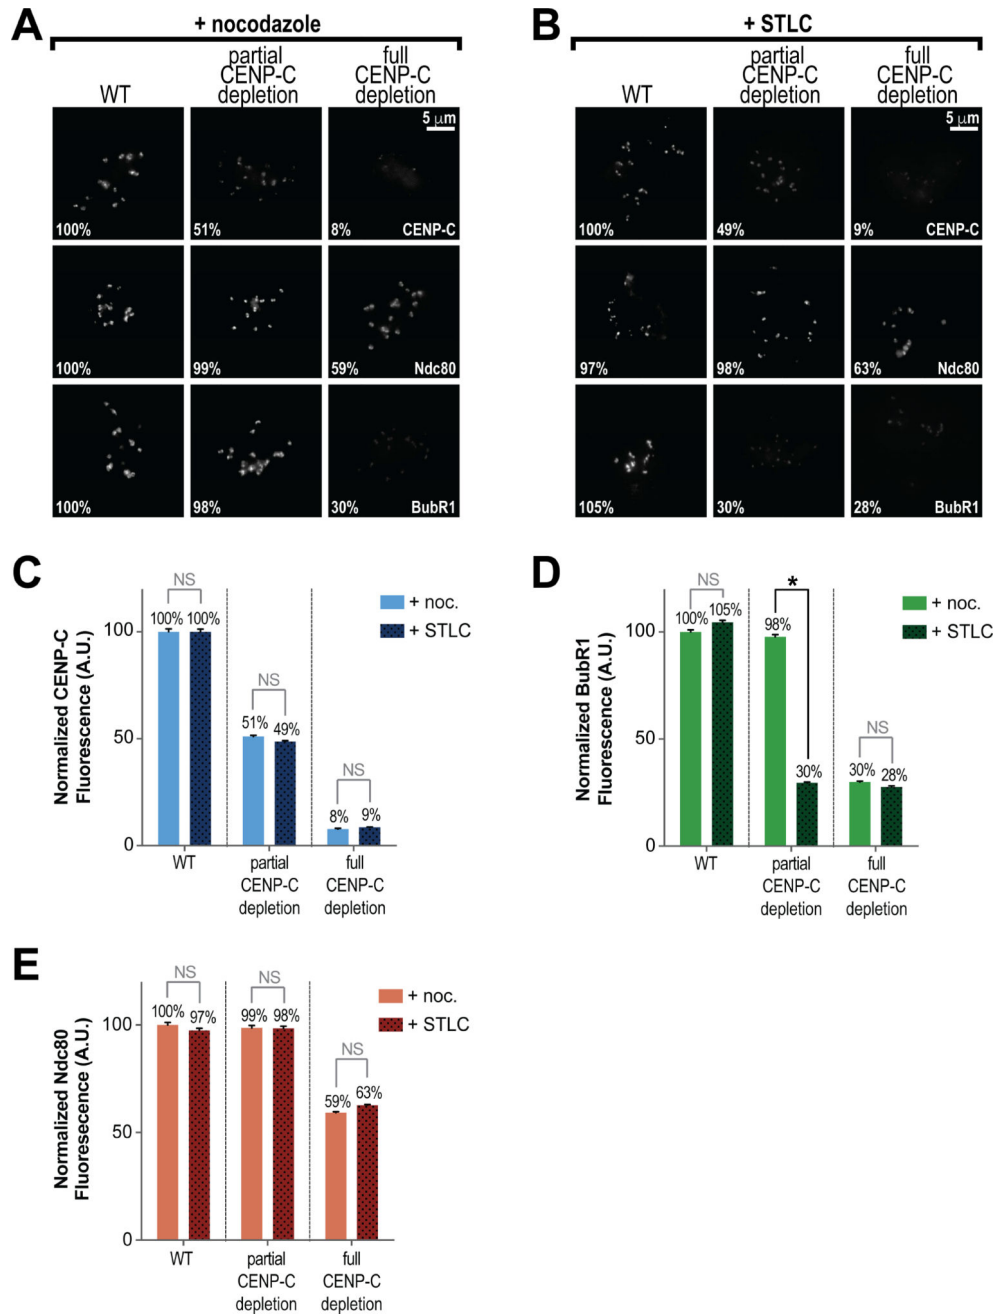 A
+ nocodazole
WT
partial
CENP-C
depletion
full
CENP-C
depletion
5 μm
100%
51%
8%
CENP-C
100%
99%
59%
Ndc80
100%
98%
30%
BubR1
B
+ STLC
WT
partial
CENP-C
depletion
full
CENP-C
depletion
5 μm
100%
49%
9%
CENP-C
97%
98%
63%
Ndc80
105%
30%
28%
BubR1
C
Normalized CENP-C
Fluorescence (A.U.)
100
50
0
NS
100% 100%
NS
51% 49%
NS
8% 9%
+ noc.
+ STLC
WT
partial
CENP-C
depletion
full
CENP-C
depletion
D
Normalized BubR1
Fluorescence (A.U.)
100
50
0
NS
100% 105%
*
98%
30%
NS
30% 28%
+ noc.
+ STLC
WT
partial
CENP-C
depletion
full
CENP-C
depletion
E
Normalized Ndc80
Fluoresecence (A.U.)
100
50
0
NS
100% 97%
NS
99% 98%
NS
59% 63%
+ noc.
+ STLC
WT
partial
CENP-C
depletion
full
CENP-C
depletion